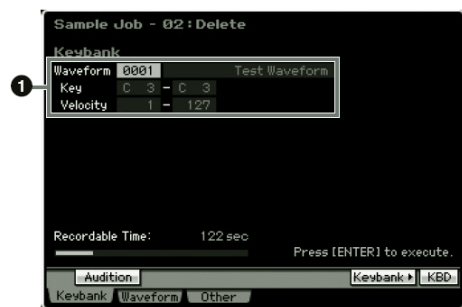 Sample Job - 02:Delete
Keybank
Waveform 0001 Test Waveform
1
Key C 3 - C 3
Velocity 1 - 127
Recordable Time: 122 sec
Press [ENTER] to execute.
Audition Keybank KBD
Keybank Waveform Other